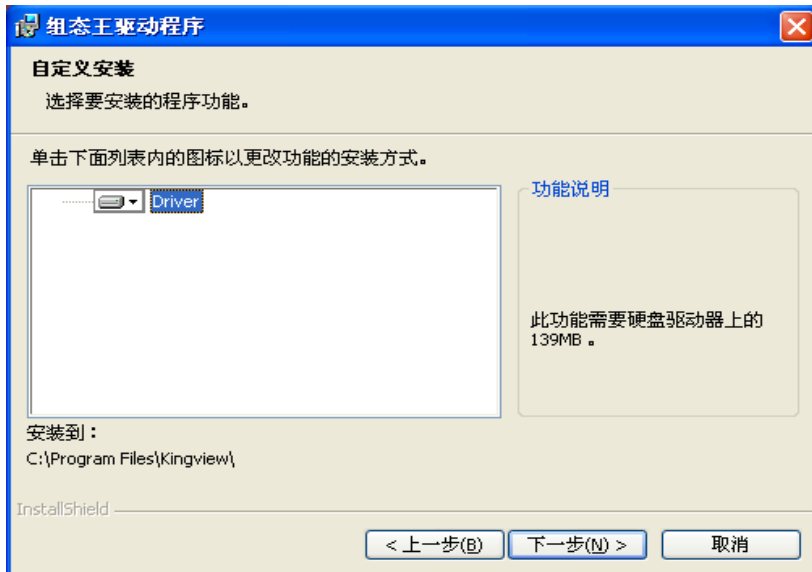 组态王驱动程序
自定义安装
选择要安装的程序功能。
单击下面列表内的图标以更改功能的安装方式。
Driver
功能说明
此功能需要硬盘驱动器上的
139MB。
安装到：
C:\Program Files\Kingview\
InstallShield
< 上一步(B)
下一步(N) >
取消